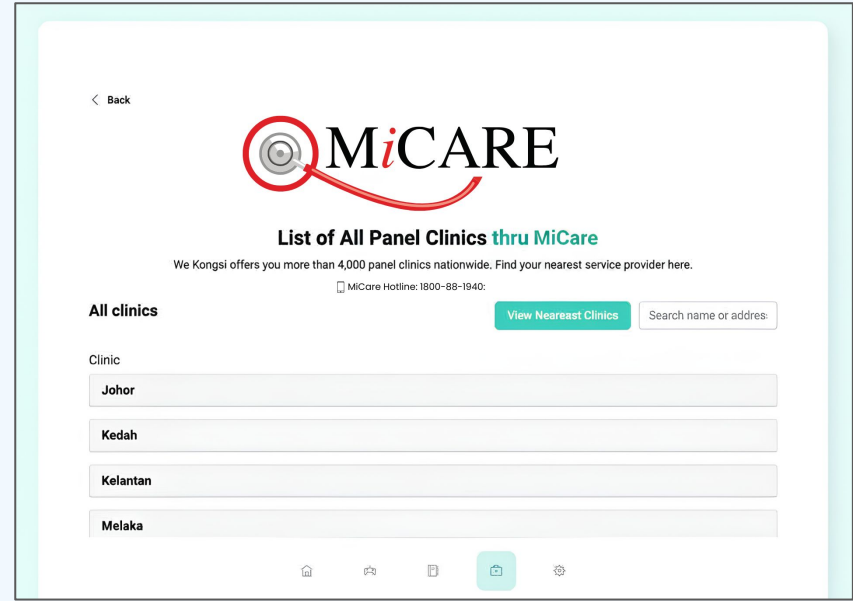 Back
MiCARE
List of All Panel Clinics thru MiCare
We Kongsi offers you more than 4,000 panel clinics nationwide. Find your nearest service provider here.
MiCare Hotline: 1800-88-1940:
All clinics
View Neareast Clinics
Search name or addres:
Clinic
Johor
Kedah
Kelantan
Melaka